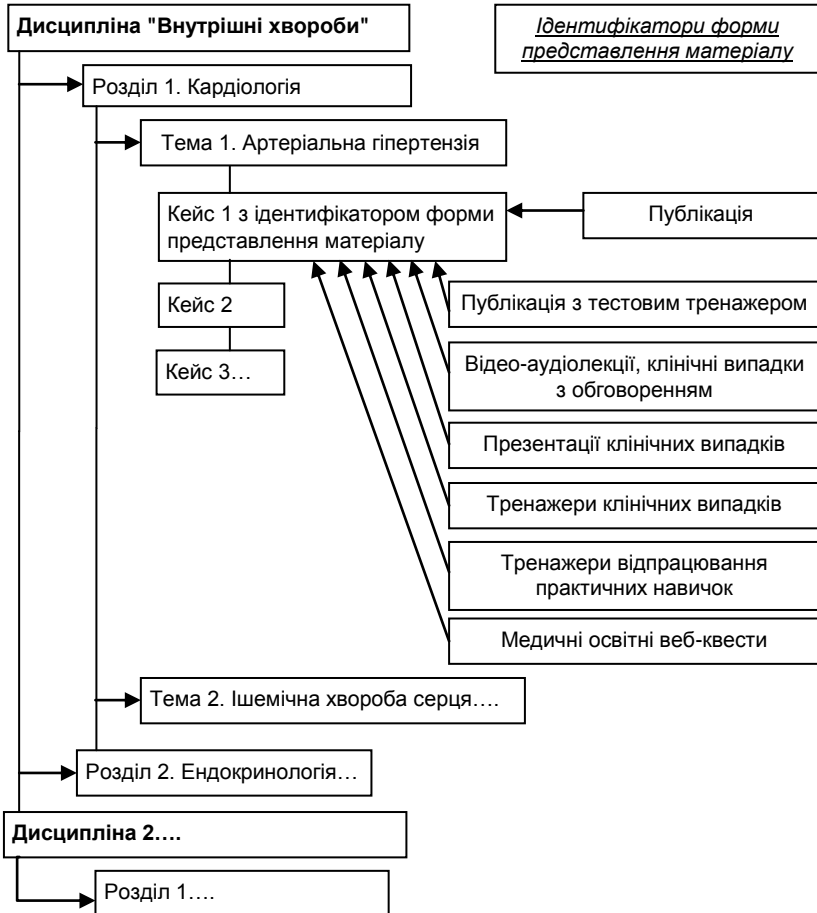 Дисципліна "Внутрішні хвороби"
Ідентифікатори форми
представлення матеріалу
Розділ 1. Кардіологія
Тема 1. Артеріальна гіпертензія
Кейс 1 з ідентифікатором форми
представлення матеріалу
Публікація
Кейс 2
Публікація з тестовим тренажером
Кейс 3…
Відео-аудіолекції, клінічні випадки
з обговоренням
Презентації клінічних випадків
Тренажери клінічних випадків
Тренажери відпрацювання
практичних навичок
Медичні освітні веб-квести
Тема 2. Ішемічна хвороба серця….
Розділ 2. Ендокринологія…
Дисципліна 2….
Розділ 1….